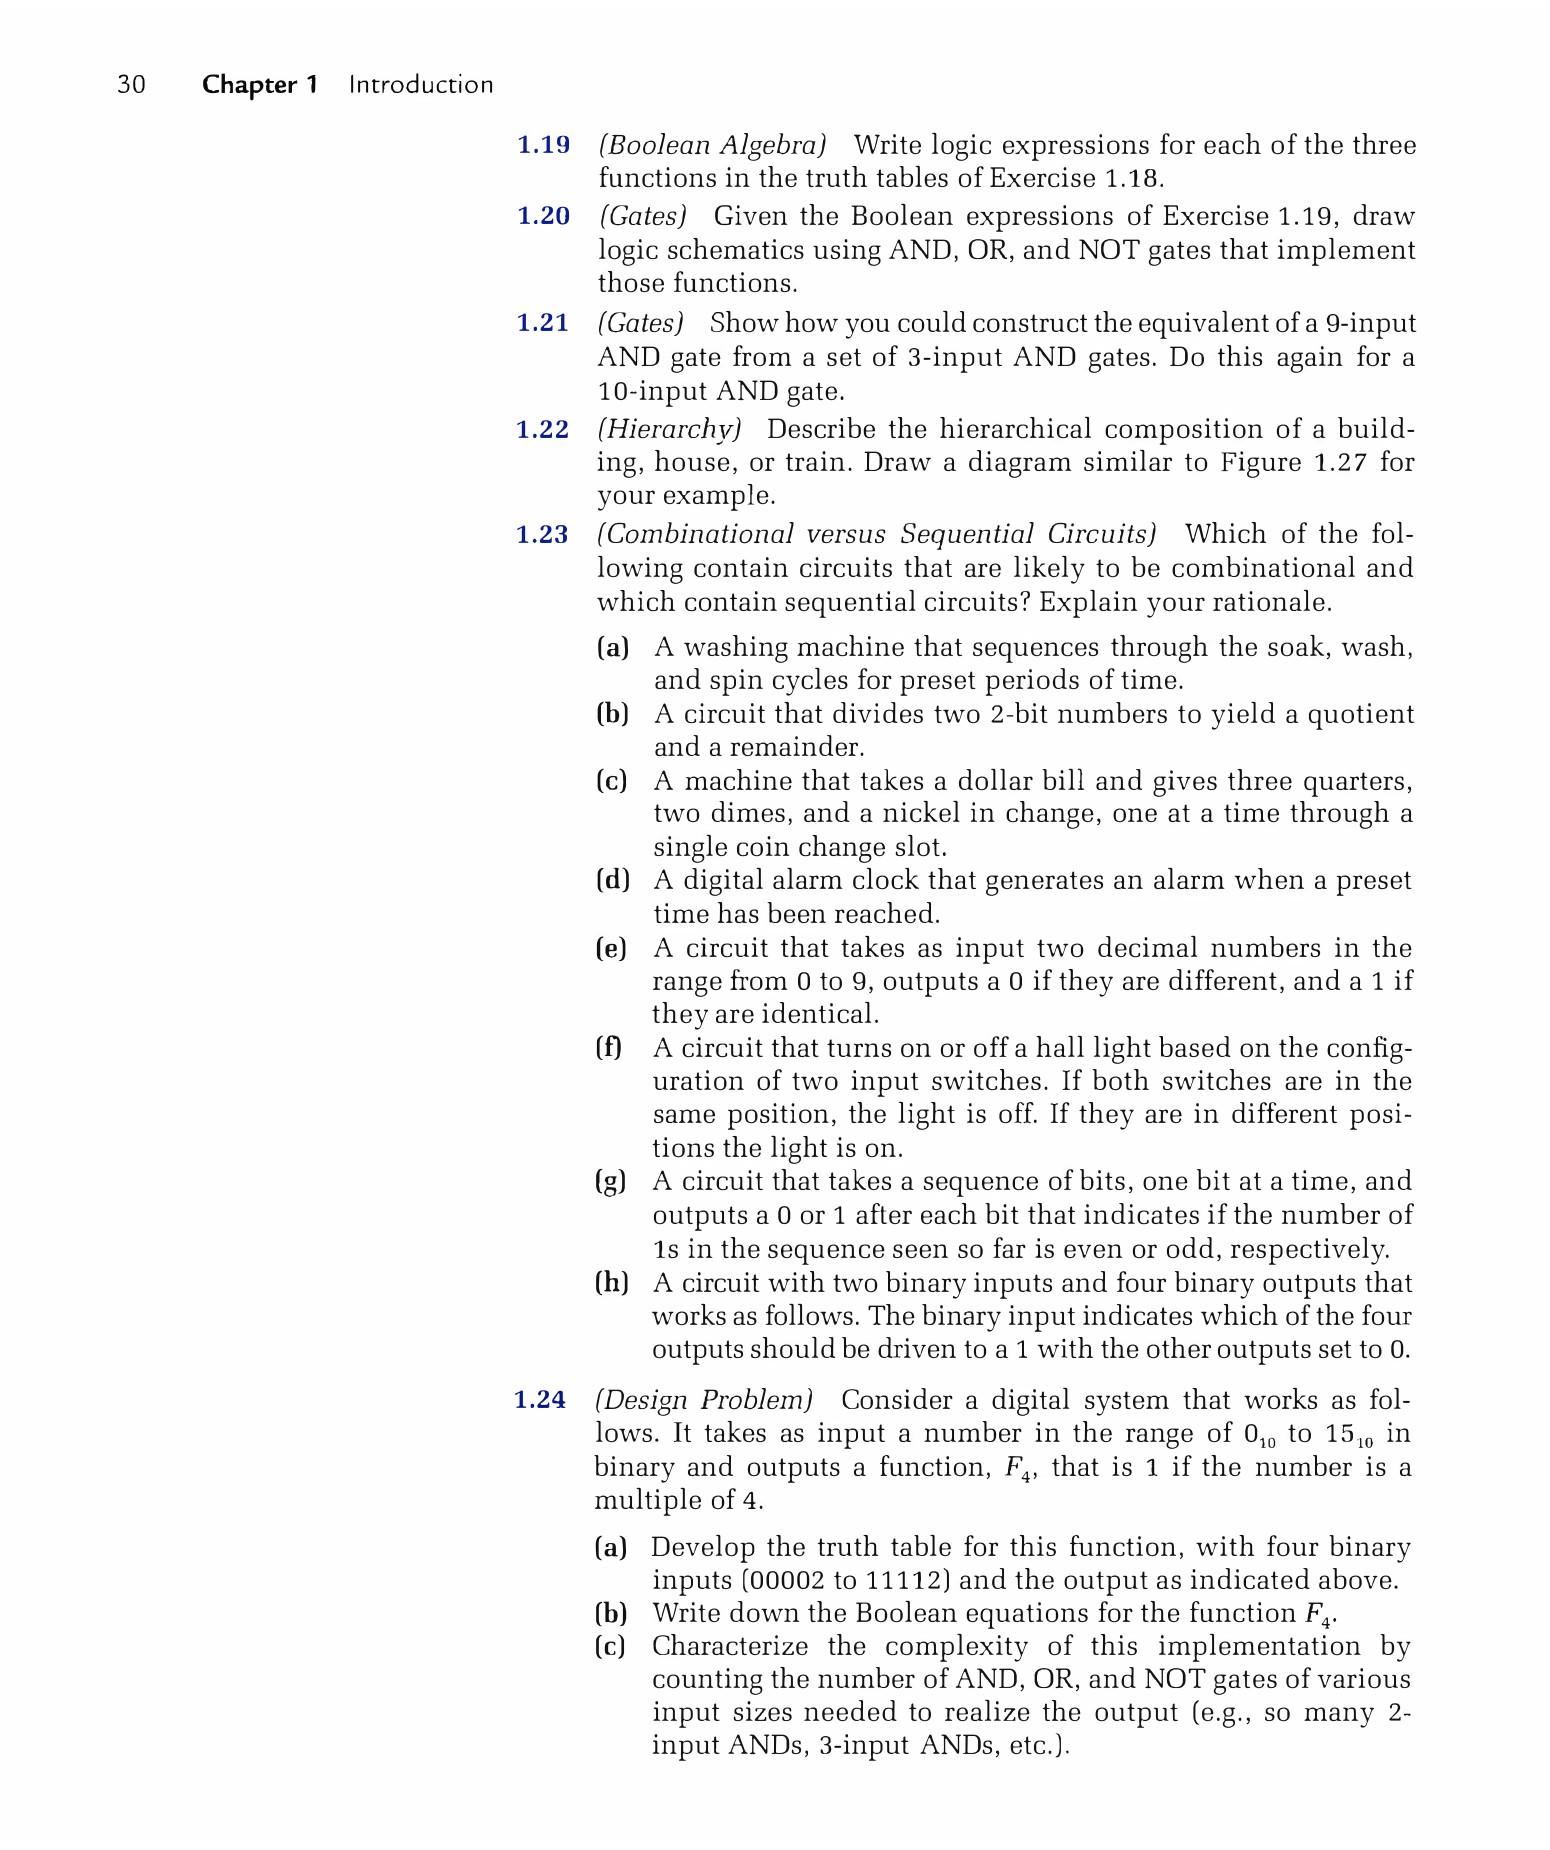 30 Chapter 1 Introduction
1.19 (Boolean Algebra) Write logic expressions for each of the three
functions in the truth tables of Exercise 1.18.
1.20 (Gates) Given the Boolean expressions of Exercise 1.19, draw
logic schematics using AND, OR, and NOT gates that implement
those functions.
1.21 (Gates) Show how you could construct the equivalent of a 9-input
AND gate from a set of 3-input AND gates. Do this again for a
10-input AND gate.
1.22 (Hierarchy) Describe the hierarchical composition of a build-
ing, house, or train. Draw a diagram similar to Figure 1.27 for
your example.
1.23 (Combinational versus Sequential Circuits) Which of the fol-
lowing contain circuits that are likely to be combinational and
which contain sequential circuits? Explain your rationale.
(a) A washing machine that sequences through the soak, wash,
and spin cycles for preset periods of time.
(b) A circuit that divides two 2-bit numbers to yield a quotient
and a remainder.
(c) A machine that takes a dollar bill and gives three quarters,
two dimes, and a nickel in change, one at a time through a
single coin change slot.
(d) A digital alarm clock that generates an alarm when a preset
time has been reached.
(e) A circuit that takes as input two decimal numbers in the
range from 0 to 9, outputs a 0 if they are different, and a 1 if
they are identical.
(f) A circuit that turns on or off a hall light based on the config-
uration of two input switches. If both switches are in the
same position, the light is off. If they are in different posi-
tions the light is on.
(g) A circuit that takes a sequence of bits, one bit at a time, and
outputs a 0 or 1 after each bit that indicates if the number of
1s in the sequence seen so far is even or odd, respectively.
(h) A circuit with two binary inputs and four binary outputs that
works as follows. The binary input indicates which of the four
outputs should be driven to a 1 with the other outputs set to 0.
1.24 (Design Problem) Consider a digital system that works as fol-
lows. It takes as input a number in the range of 0₁₀ to 15₁₀ in
binary and outputs a function, F₄, that is 1 if the number is a
multiple of 4.
(a) Develop the truth table for this function, with four binary
inputs (00002 to 11112) and the output as indicated above.
(b) Write down the Boolean equations for the function F₄.
(c) Characterize the complexity of this implementation by
counting the number of AND, OR, and NOT gates of various
input sizes needed to realize the output (e.g., so many 2-
input ANDs, 3-input ANDs, etc.).